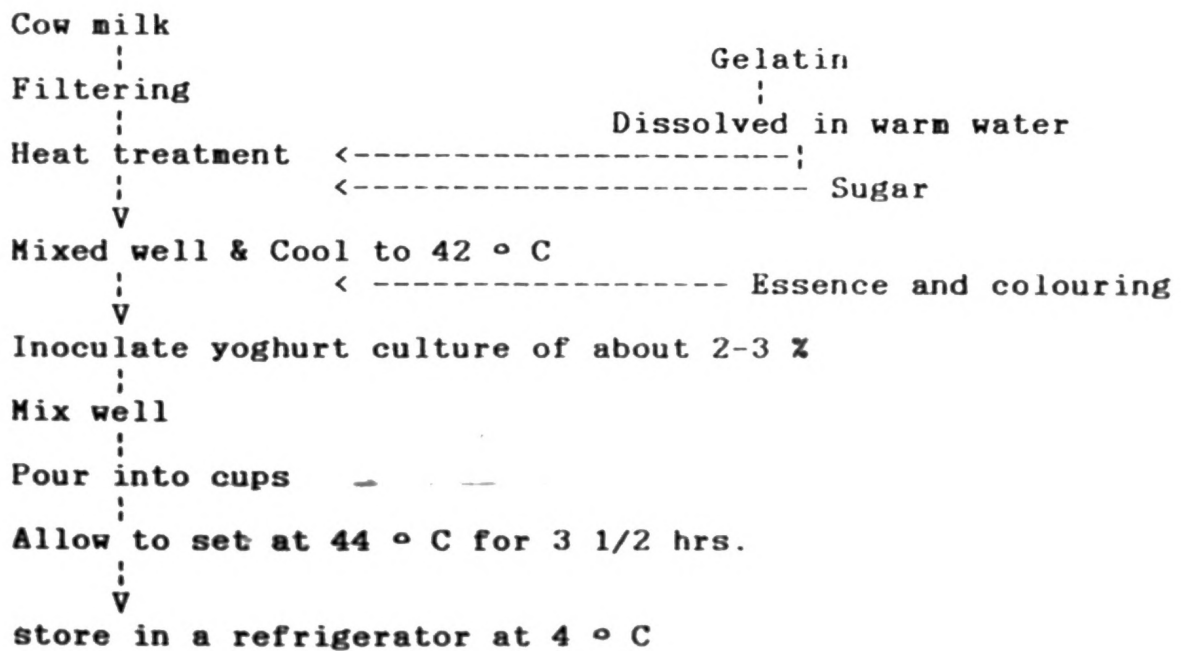 Cow milk
Gelatin
Filtering
Dissolved in warm water
Heat treatment <----------------------¦
<----------------------- Sugar
Mixed well & Cool to 42 ° C
< ----------------- Essence and colouring
Inoculate yoghurt culture of about 2-3 %
Mix well
Pour into cups
Allow to set at 44 ° C for 3 1/2 hrs.
store in a refrigerator at 4 ° C